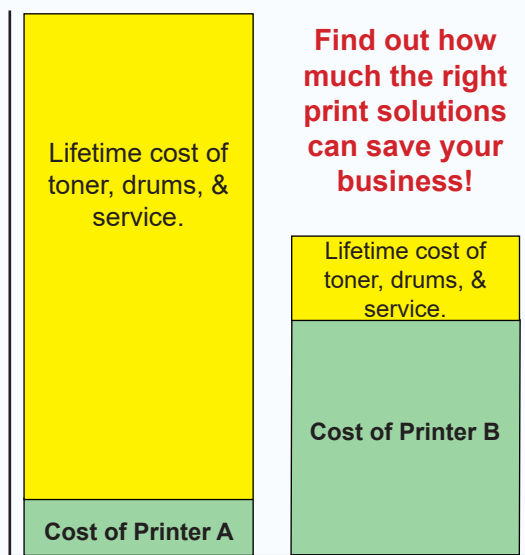 Lifetime cost of
toner, drums, &
service.
Cost of Printer A
Find out how
much the right
print solutions
can save your
business!
Lifetime cost of
toner, drums, &
service.
Cost of Printer B